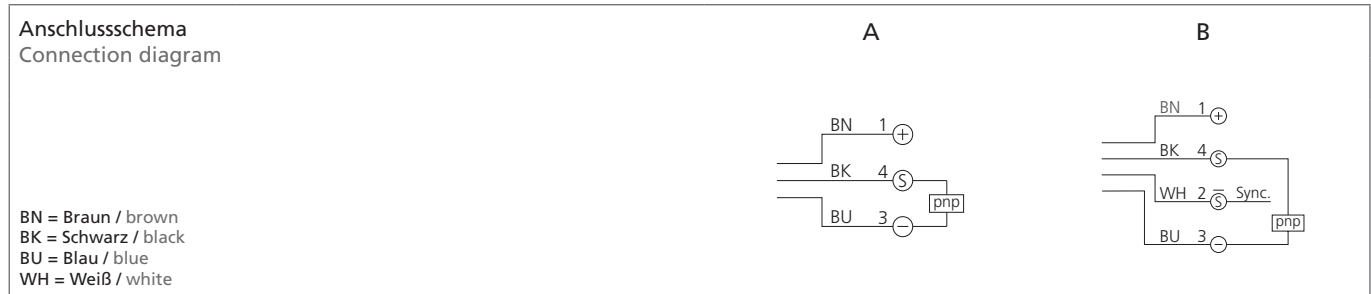 Anschlussschema
Connection diagram
A
BN 1 +
BK 4 S
pnp
BU 3 −
B
BN 1 +
BK 4 S
WH 2 S̅ Sync.
pnp
BU 3 −
BN = Braun / brown
BK = Schwarz / black
BU = Blau / blue
WH = Weiß / white